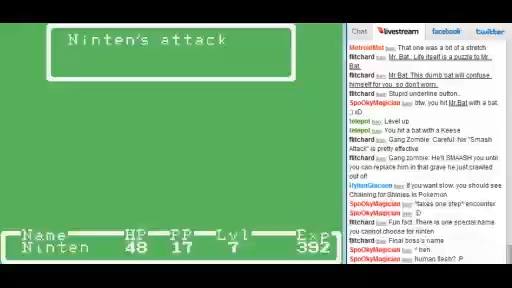 Ninten's attack
Name HP PP Lvl Exp
Ninten 48 17 7 392
Chat livestream facebook twitter
MetroidMst That one was a bit of a stretch
flitchard Mr. Bat. Life itself is a puzzle to Mr.
Bat.
flitchard Mr. Bat. This dumb bat will confuse
himself for you, so don't worry.
flitchard Stupid underline button..
SpoOkyMagician btw, you hit Mr.Bat with a bat.
;) xD
telepot Level up
telepot You hit a bat with a Keese
flitchard Gang Zombie: Careful; his "Smash
Attack" is pretty effective
flitchard Gang zombie: He'll SMAASH you until
you can replace him in that grave he just crawled
out of!
HylianGlaceon If you want slow, you should see
Chaining for Shinies in Pokemon
SpoOkyMagician *takes one step* encounter
SpoOkyMagician :D
flitchard Fun fact: There is one special name
you cannot choose for ninten
flitchard Final boss's name
SpoOkyMagician * heh.
SpoOkyMagician human flesh? :P